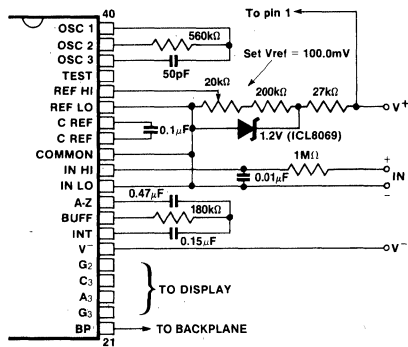 40
To pin 1
OSC 1
OSC 2
560kΩ
OSC 3
Set Vref = 100.0mV
TEST
50pF
REF HI
20kΩ
200kΩ
27kΩ
REF LO
V+
C REF
0.1µF
1.2V (ICL8069)
C REF
COMMON
1MΩ
+
IN HI
0.01µF
IN
IN LO
−
0.47µF
A-Z
BUFF
180kΩ
INT
0.15µF
V−
V−
G2
C3
TO DISPLAY
A3
G3
BP
TO BACKPLANE
21